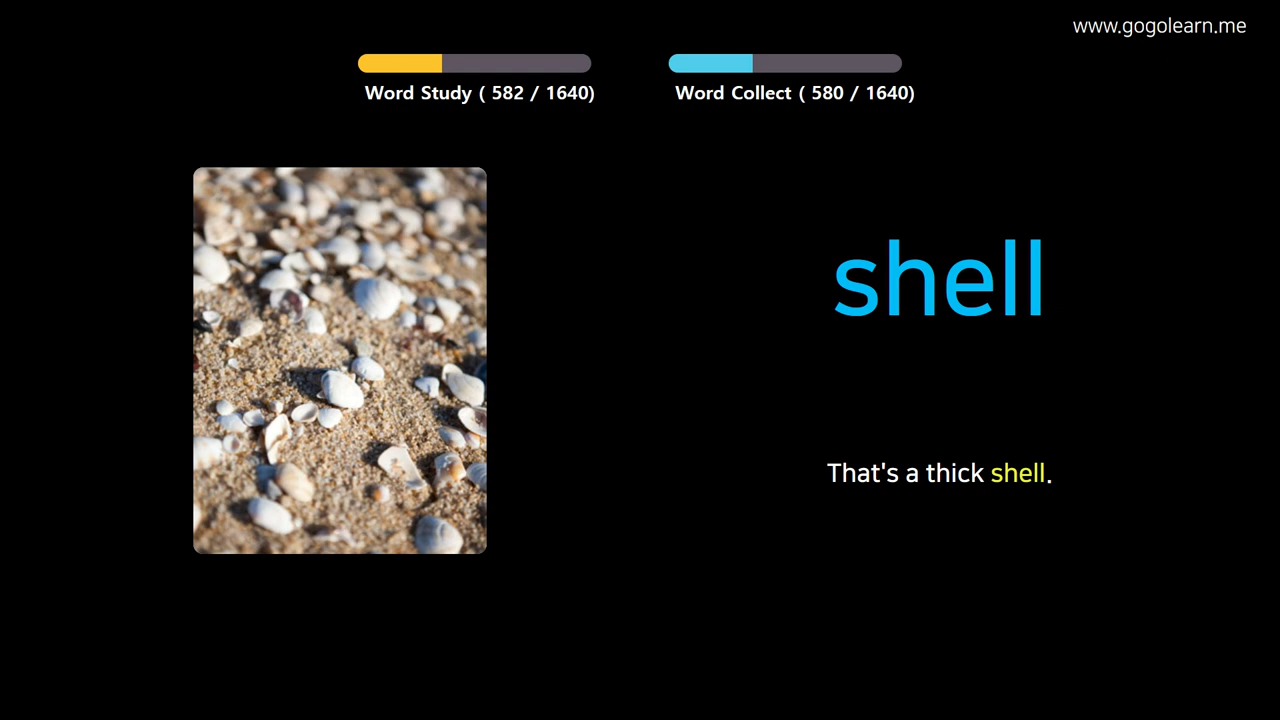 www.gogolearn.me
Word Study ( 582 / 1640)
Word Collect ( 580 / 1640)
shell
That's a thick shell.